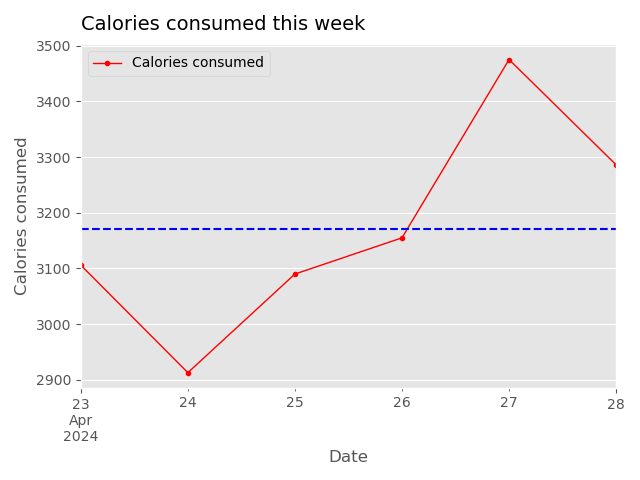 Calories consumed this week
Calories consumed
3500
3400
3300
3200
3100
3000
2900
Calories consumed
23 24 25 26 27 28
Apr
2024
Date